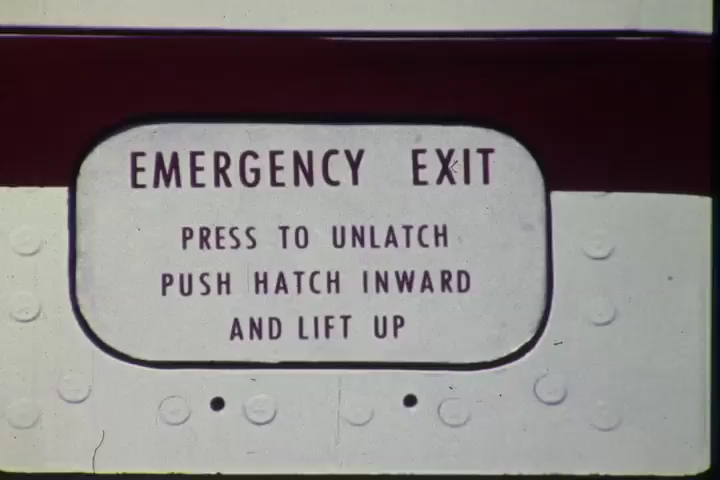 EMERGENCY EXIT
PRESS TO UNLATCH
PUSH HATCH INWARD
AND LIFT UP